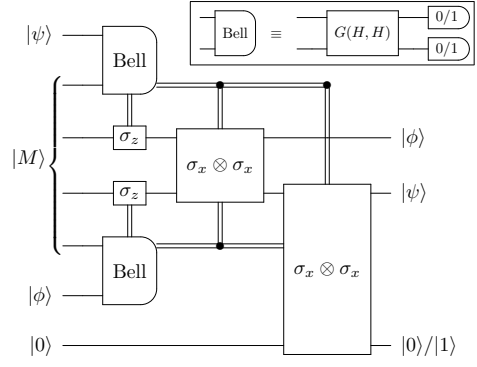 |ψ⟩
Bell
Bell ≡ G(H, H) 0/1
0/1
σ_z
|M⟩
σ_x ⊗ σ_x
|ϕ⟩
σ_z
|ψ⟩
Bell
σ_x ⊗ σ_x
|ϕ⟩
|0⟩
|0⟩/|1⟩